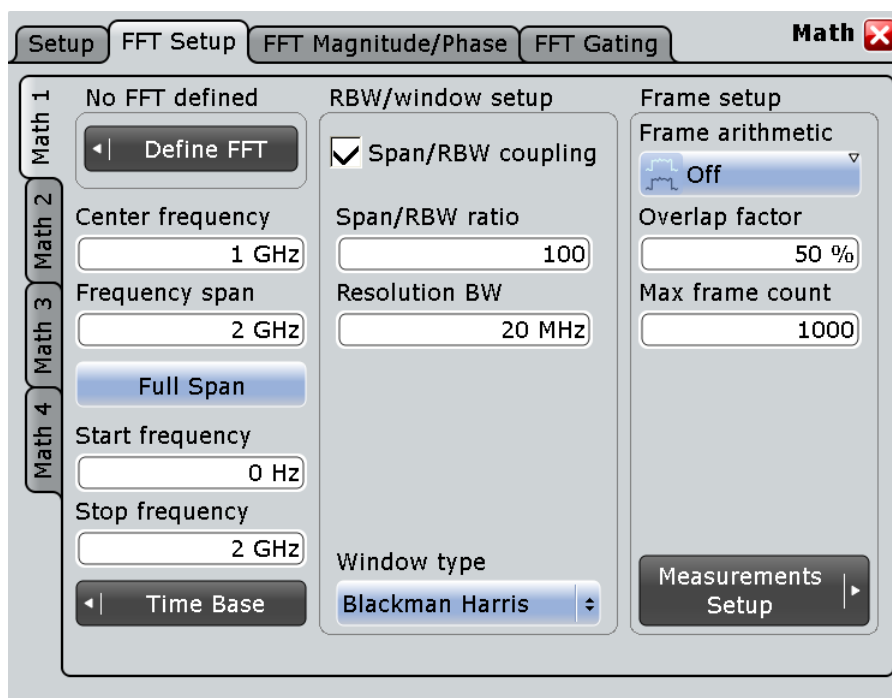 Setup
FFT Setup
FFT Magnitude/Phase
FFT Gating
Math
Math 1
Math 2
Math 3
Math 4
No FFT defined
Define FFT
Center frequency
1 GHz
Frequency span
2 GHz
Full Span
Start frequency
0 Hz
Stop frequency
2 GHz
Time Base
RBW/window setup
Span/RBW coupling
Span/RBW ratio
100
Resolution BW
20 MHz
Window type
Blackman Harris
Frame setup
Frame arithmetic
Off
Overlap factor
50 %
Max frame count
1000
Measurements
Setup